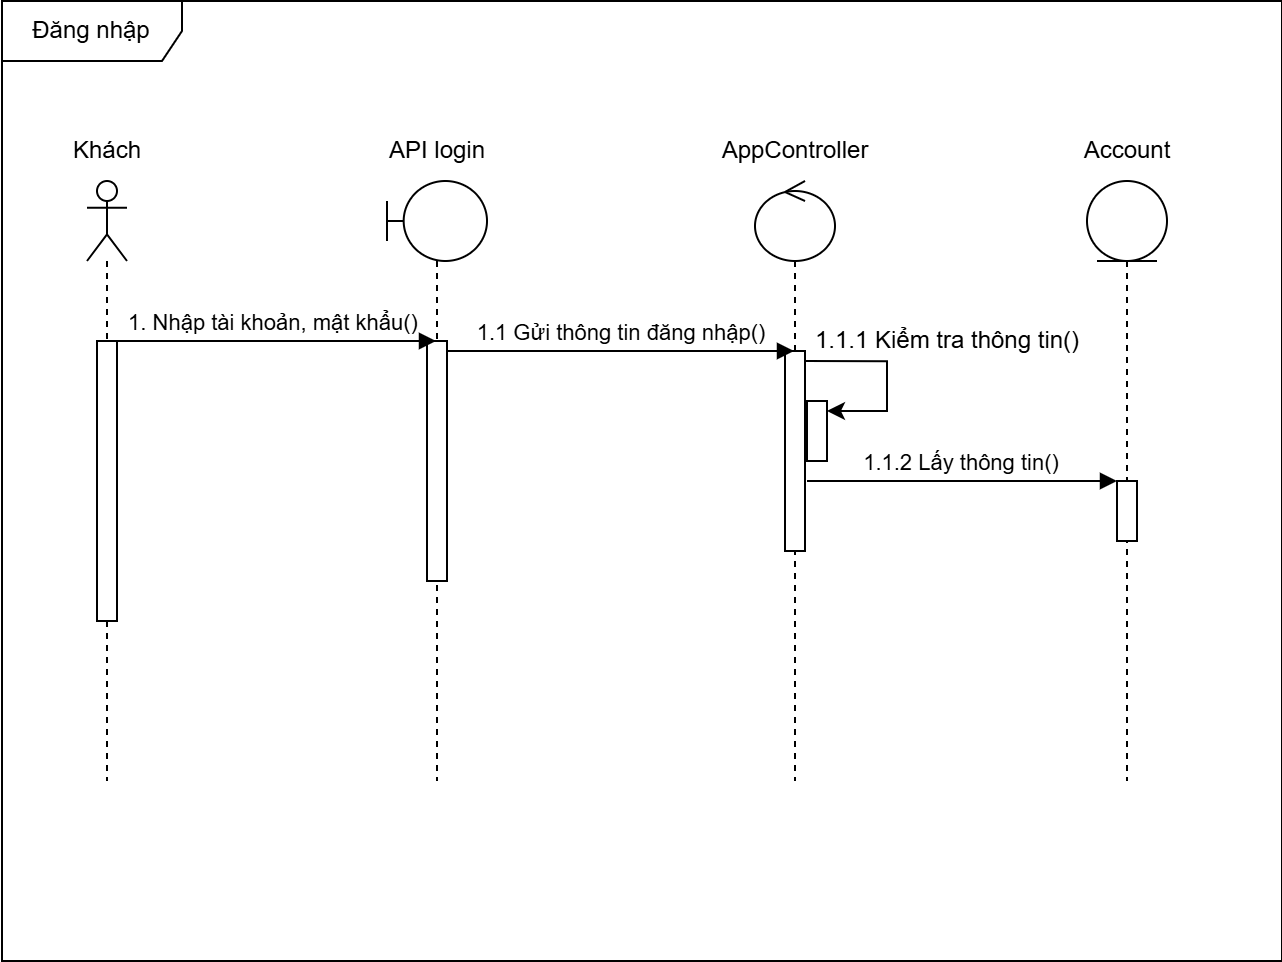 Đăng nhập
Khách
API login
AppController
Account
1. Nhập tài khoản, mật khẩu()
1.1 Gửi thông tin đăng nhập()
1.1.1 Kiểm tra thông tin()
1.1.2 Lấy thông tin()